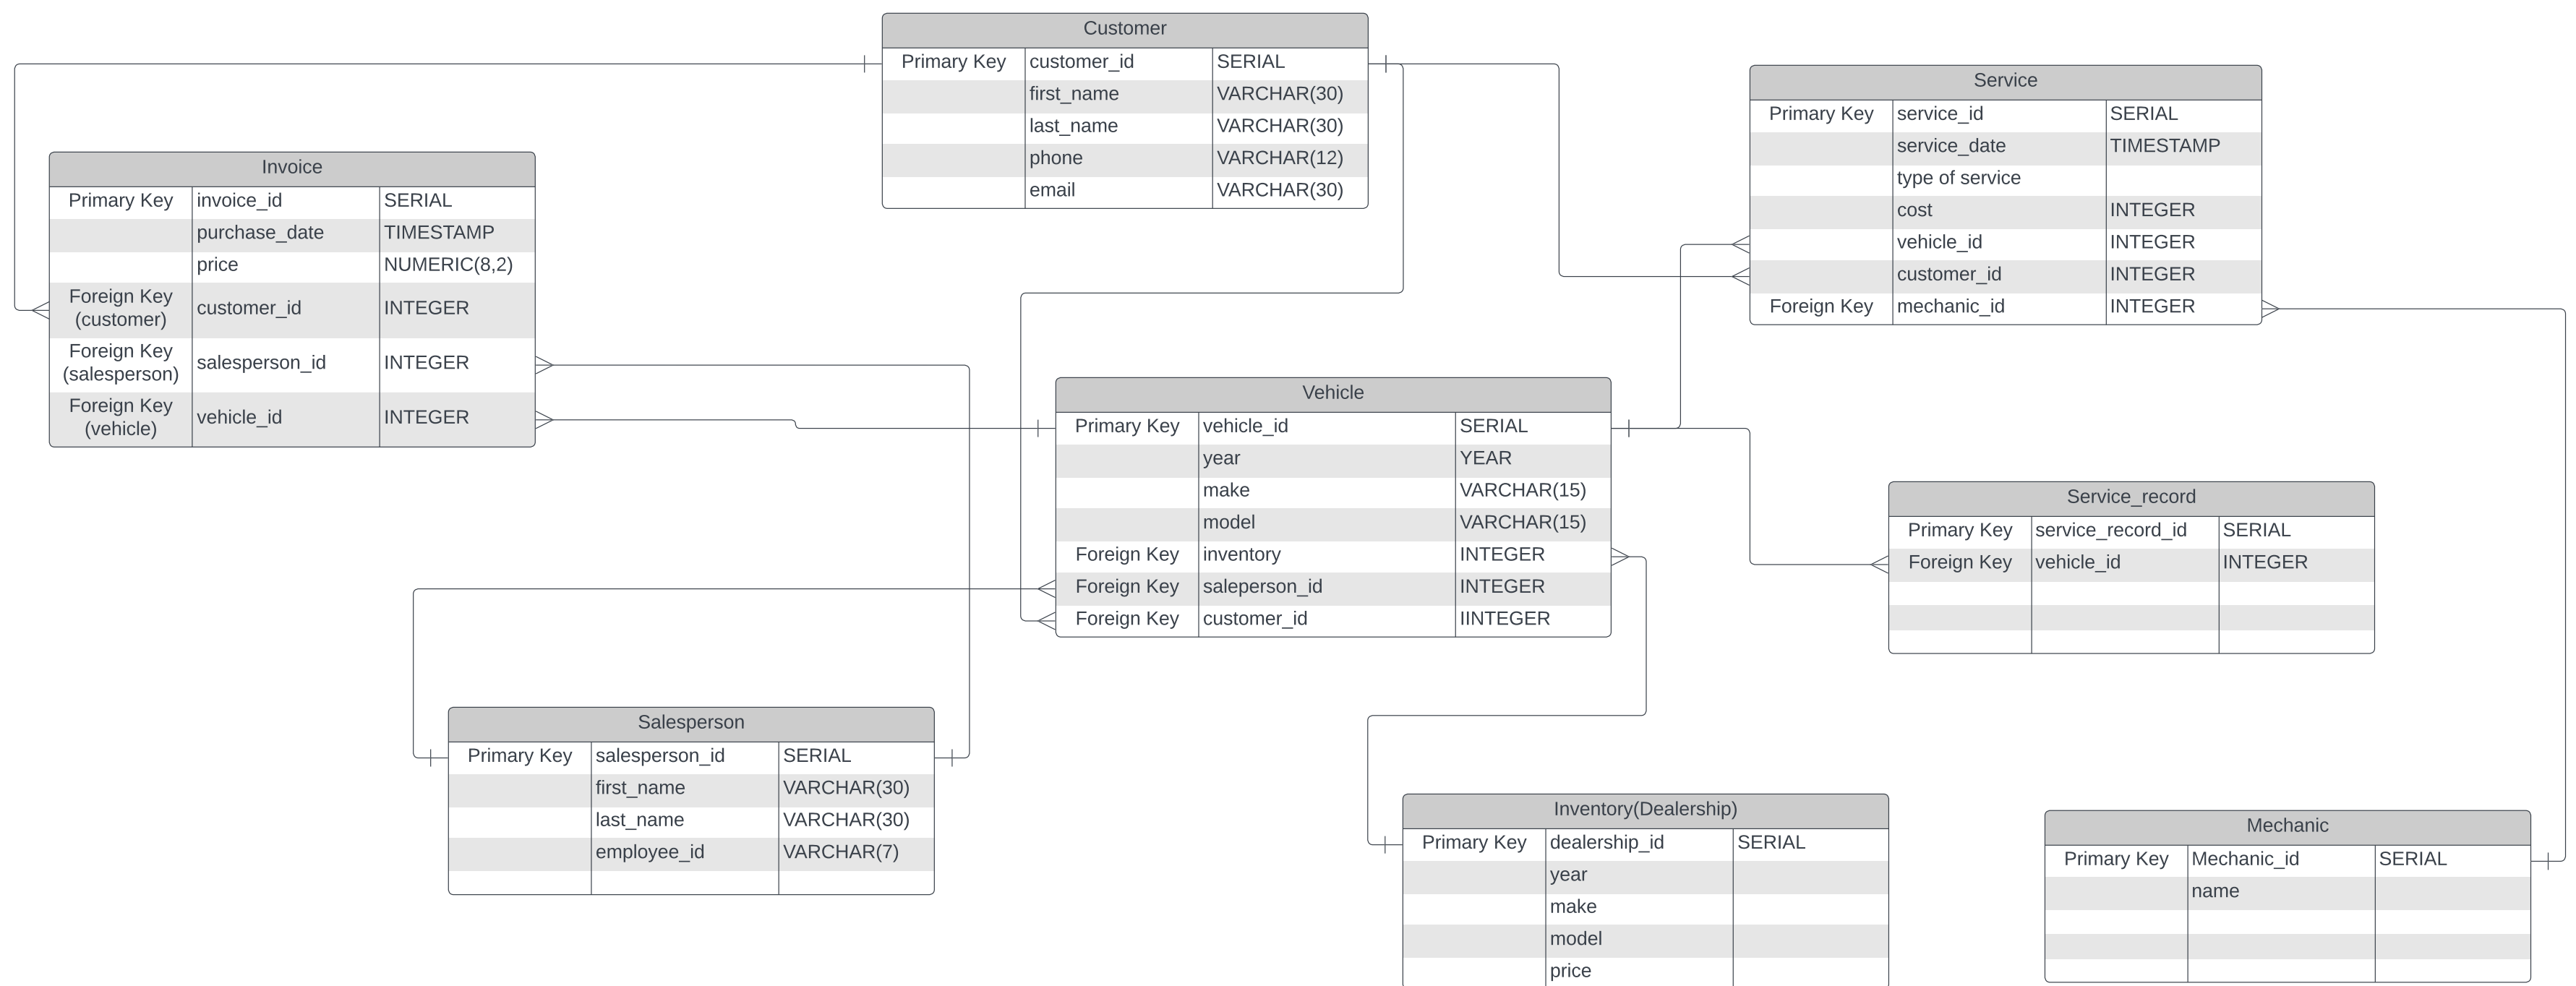 Customer
Primary Key customer_id SERIAL
first_name VARCHAR(30)
last_name VARCHAR(30)
phone VARCHAR(12)
email VARCHAR(30)
Service
Primary Key service_id SERIAL
service_date TIMESTAMP
type of service
cost INTEGER
vehicle_id INTEGER
customer_id INTEGER
Foreign Key mechanic_id INTEGER
Invoice
Primary Key invoice_id SERIAL
purchase_date TIMESTAMP
price NUMERIC(8,2)
Foreign Key
(customer) customer_id INTEGER
Foreign Key
(salesperson) salesperson_id INTEGER
Foreign Key
(vehicle) vehicle_id INTEGER
Vehicle
Primary Key vehicle_id SERIAL
year YEAR
make VARCHAR(15)
model VARCHAR(15)
Foreign Key inventory INTEGER
Foreign Key saleperson_id INTEGER
Foreign Key customer_id IINTEGER
Service_record
Primary Key service_record_id SERIAL
Foreign Key vehicle_id INTEGER
Salesperson
Primary Key salesperson_id SERIAL
first_name VARCHAR(30)
last_name VARCHAR(30)
employee_id VARCHAR(7)
Inventory(Dealership)
Primary Key dealership_id SERIAL
year
make
model
price
Mechanic
Primary Key Mechanic_id SERIAL
name